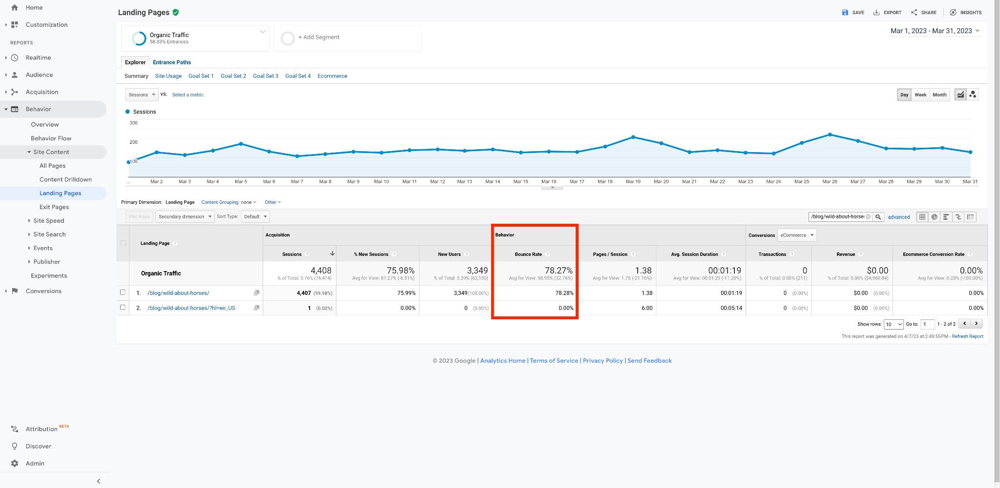 Home
Customization
REPORTS
Realtime
Audience
Acquisition
Behavior
Overview
Behavior Flow
Site Content
All Pages
Content Drilldown
Landing Pages
Exit Pages
Site Speed
Site Search
Events
Publisher
Experiments
Conversions
Attribution BETA
Discover
Admin
Landing Pages
SAVE EXPORT SHARE INSIGHTS
Organic Traffic
58.83% Entrances
+ Add Segment
Mar 1, 2023 - Mar 31, 2023
Explorer Entrance Paths
Summary Site Usage Goal Set 1 Goal Set 2 Goal Set 3 Goal Set 4 Ecommerce
Sessions vs. Select a metric
Day Week Month
Sessions
300
200
100
... Mar 2 Mar 3 Mar 4 Mar 5 Mar 6 Mar 7 Mar 8 Mar 9 Mar 10 Mar 11 Mar 12 Mar 13 Mar 14 Mar 15 Mar 16 Mar 17 Mar 18 Mar 19 Mar 20 Mar 21 Mar 22 Mar 23 Mar 24 Mar 25 Mar 26 Mar 27 Mar 28 Mar 29 Mar 30 Mar 31
Primary Dimension: Landing Page Content Grouping: none Other
Plot Rows Secondary dimension Sort Type: Default /blog/wild-about-horses advanced
Landing Page ? Acquisition Behavior Conversions eCommerce
Sessions ? % New Sessions ? New Users ? Bounce Rate ? Pages / Session ? Avg. Session Duration ? Transactions ? Revenue ? Ecommerce Conversion Rate ?
Organic Traffic 4,408 75.98% 3,349 78.27% 1.38 00:01:19 0 $0.00 0.00%
% of Total: 5.76% (76,474) Avg for View: 81.27% (-6.51%) % of Total: 5.39% (62,150) Avg for View: 58.95% (32.76%) Avg for View: 1.75 (-21.16%) Avg for View: 00:01:29 (-11.20%) % of Total: 0.00% (211) % of Total: 0.00% ($4,960.84) Avg for View: 0.28% (-100.00%)
1. /blog/wild-about-horses/ 4,407 (99.98%) 75.99% 3,349(100.00%) 78.28% 1.38 00:01:19 0 (0.00%) $0.00 (0.00%) 0.00%
2. /blog/wild-about-horses/?hl=en_US 1 (0.02%) 0.00% 0 (0.00%) 0.00% 6.00 00:05:14 0 (0.00%) $0.00 (0.00%) 0.00%
Show rows: 10 Go to: 1 1 - 2 of 2
This report was generated on 4/7/23 at 2:49:55 PM - Refresh Report
© 2023 Google | Analytics Home | Terms of Service | Privacy Policy | Send Feedback